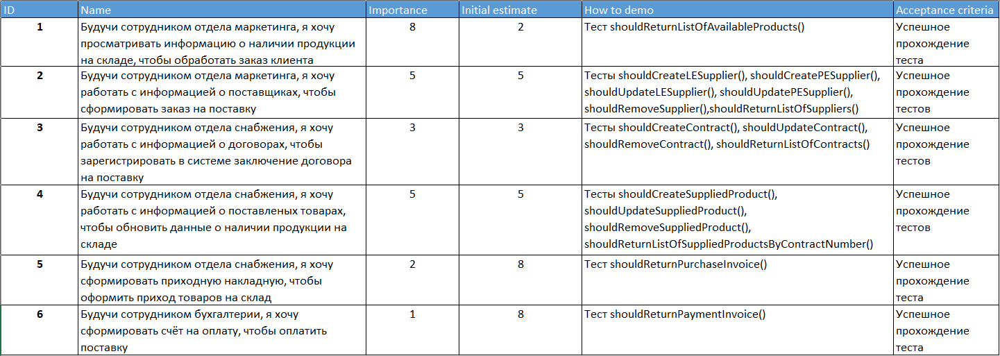 ID Name Importance Initial estimate How to demo Acceptance criteria
1 Будучи сотрудником отдела маркетинга, я хочу 8 2 Тест shouldReturnListOfAvailableProducts() Успешное
просматривать информацию о наличии продукции прохождение
на складе, чтобы обработать заказ клиента теста
2 Будучи сотрудником отдела маркетинга, я хочу 5 5 Тесты shouldCreateLESupplier(), shouldCreatePESupplier(), Успешное
работать с информацией о поставщиках, чтобы shouldUpdateLESupplier(), shouldUpdatePESupplier(), прохождение
сформировать заказ на поставку shouldRemoveSupplier(),shouldReturnListOfSuppliers() тестов
3 Будучи сотрудником отдела снабжения, я хочу 3 3 Тесты shouldCreateContract(), shouldUpdateContract(), Успешное
работать с информацией о договорах, чтобы shouldRemoveContract(), shouldReturnListOfContracts() прохождение
зарегистрировать в системе заключение договора тестов
на поставку
4 Будучи сотрудником отдела снабжения, я хочу 5 5 Тесты shouldCreateSuppliedProduct(), Успешное
работать с информацией о поставленых товарах, shouldUpdateSuppliedProduct(), прохождение
чтобы обновить данные о наличии продукции на shouldRemoveSuppliedProduct(), тестов
складе shouldReturnListOfSuppliedProductsByContractNumber()
5 Будучи сотрудником отдела снабжения, я хочу 2 8 Тест shouldReturnPurchaseInvoice() Успешное
сформировать приходную накладную, чтобы прохождение
оформить приход товаров на склад теста
6 Будучи сотрудником бухгалтерии, я хочу 1 8 Тест shouldReturnPaymentInvoice() Успешное
сформировать счёт на оплату, чтобы оплатить прохождение
поставку теста